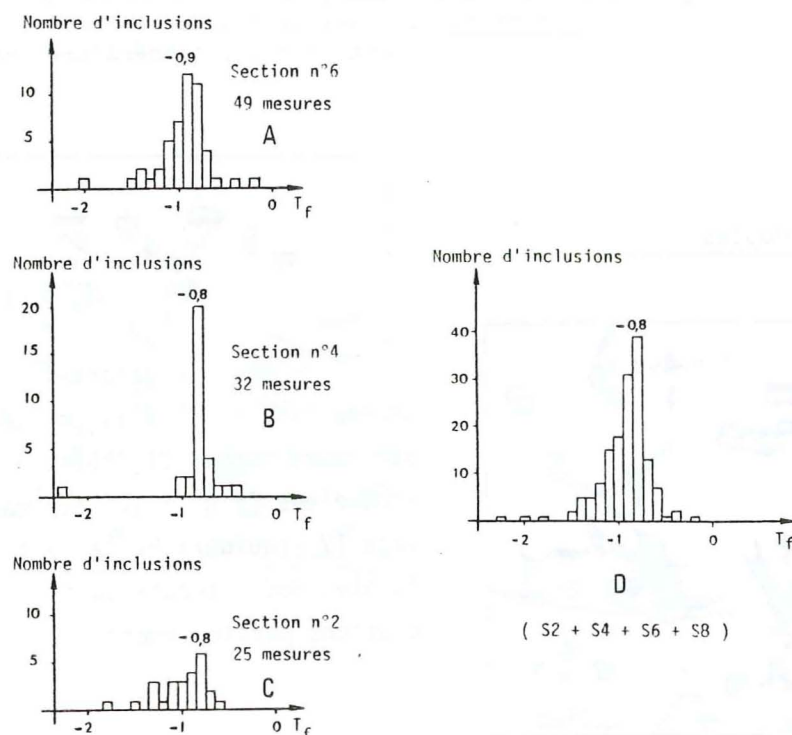 Nombre d'inclusions
-0,9
10
5
Section n°6
49 mesures
A
-2
-1
0
T_f
Nombre d'inclusions
-0,8
20
15
10
5
Section n°4
32 mesures
B
-2
-1
0
T_f
Nombre d'inclusions
-0,8
10
5
Section n°2
25 mesures
C
-2
-1
0
T_f
Nombre d'inclusions
-0,8
40
30
20
10
-2
-1
0
T_f
D
( S2 + S4 + S6 + S8 )